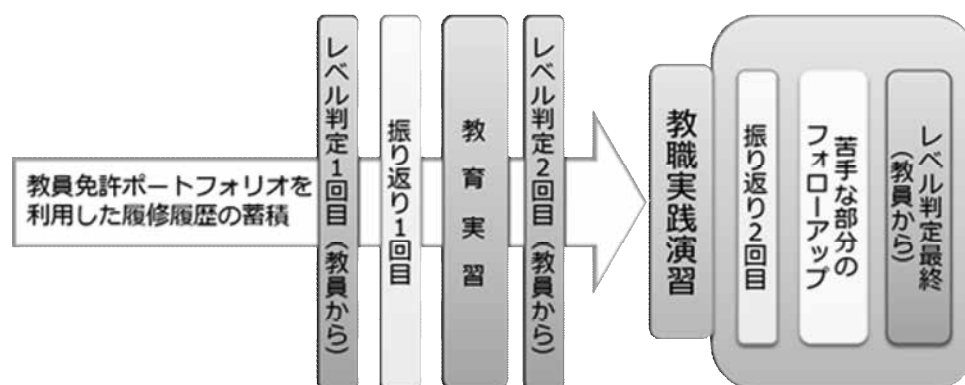 教員免許ポートフォリオを
利用した履修履歴の蓄積
レベル判定1回目(教員から)
振り返り1回目
教育実習
レベル判定2回目(教員から)
教職実践演習
振り返り2回目
苦手な部分の
フォローアップ
レベル判定最終
(教員から)